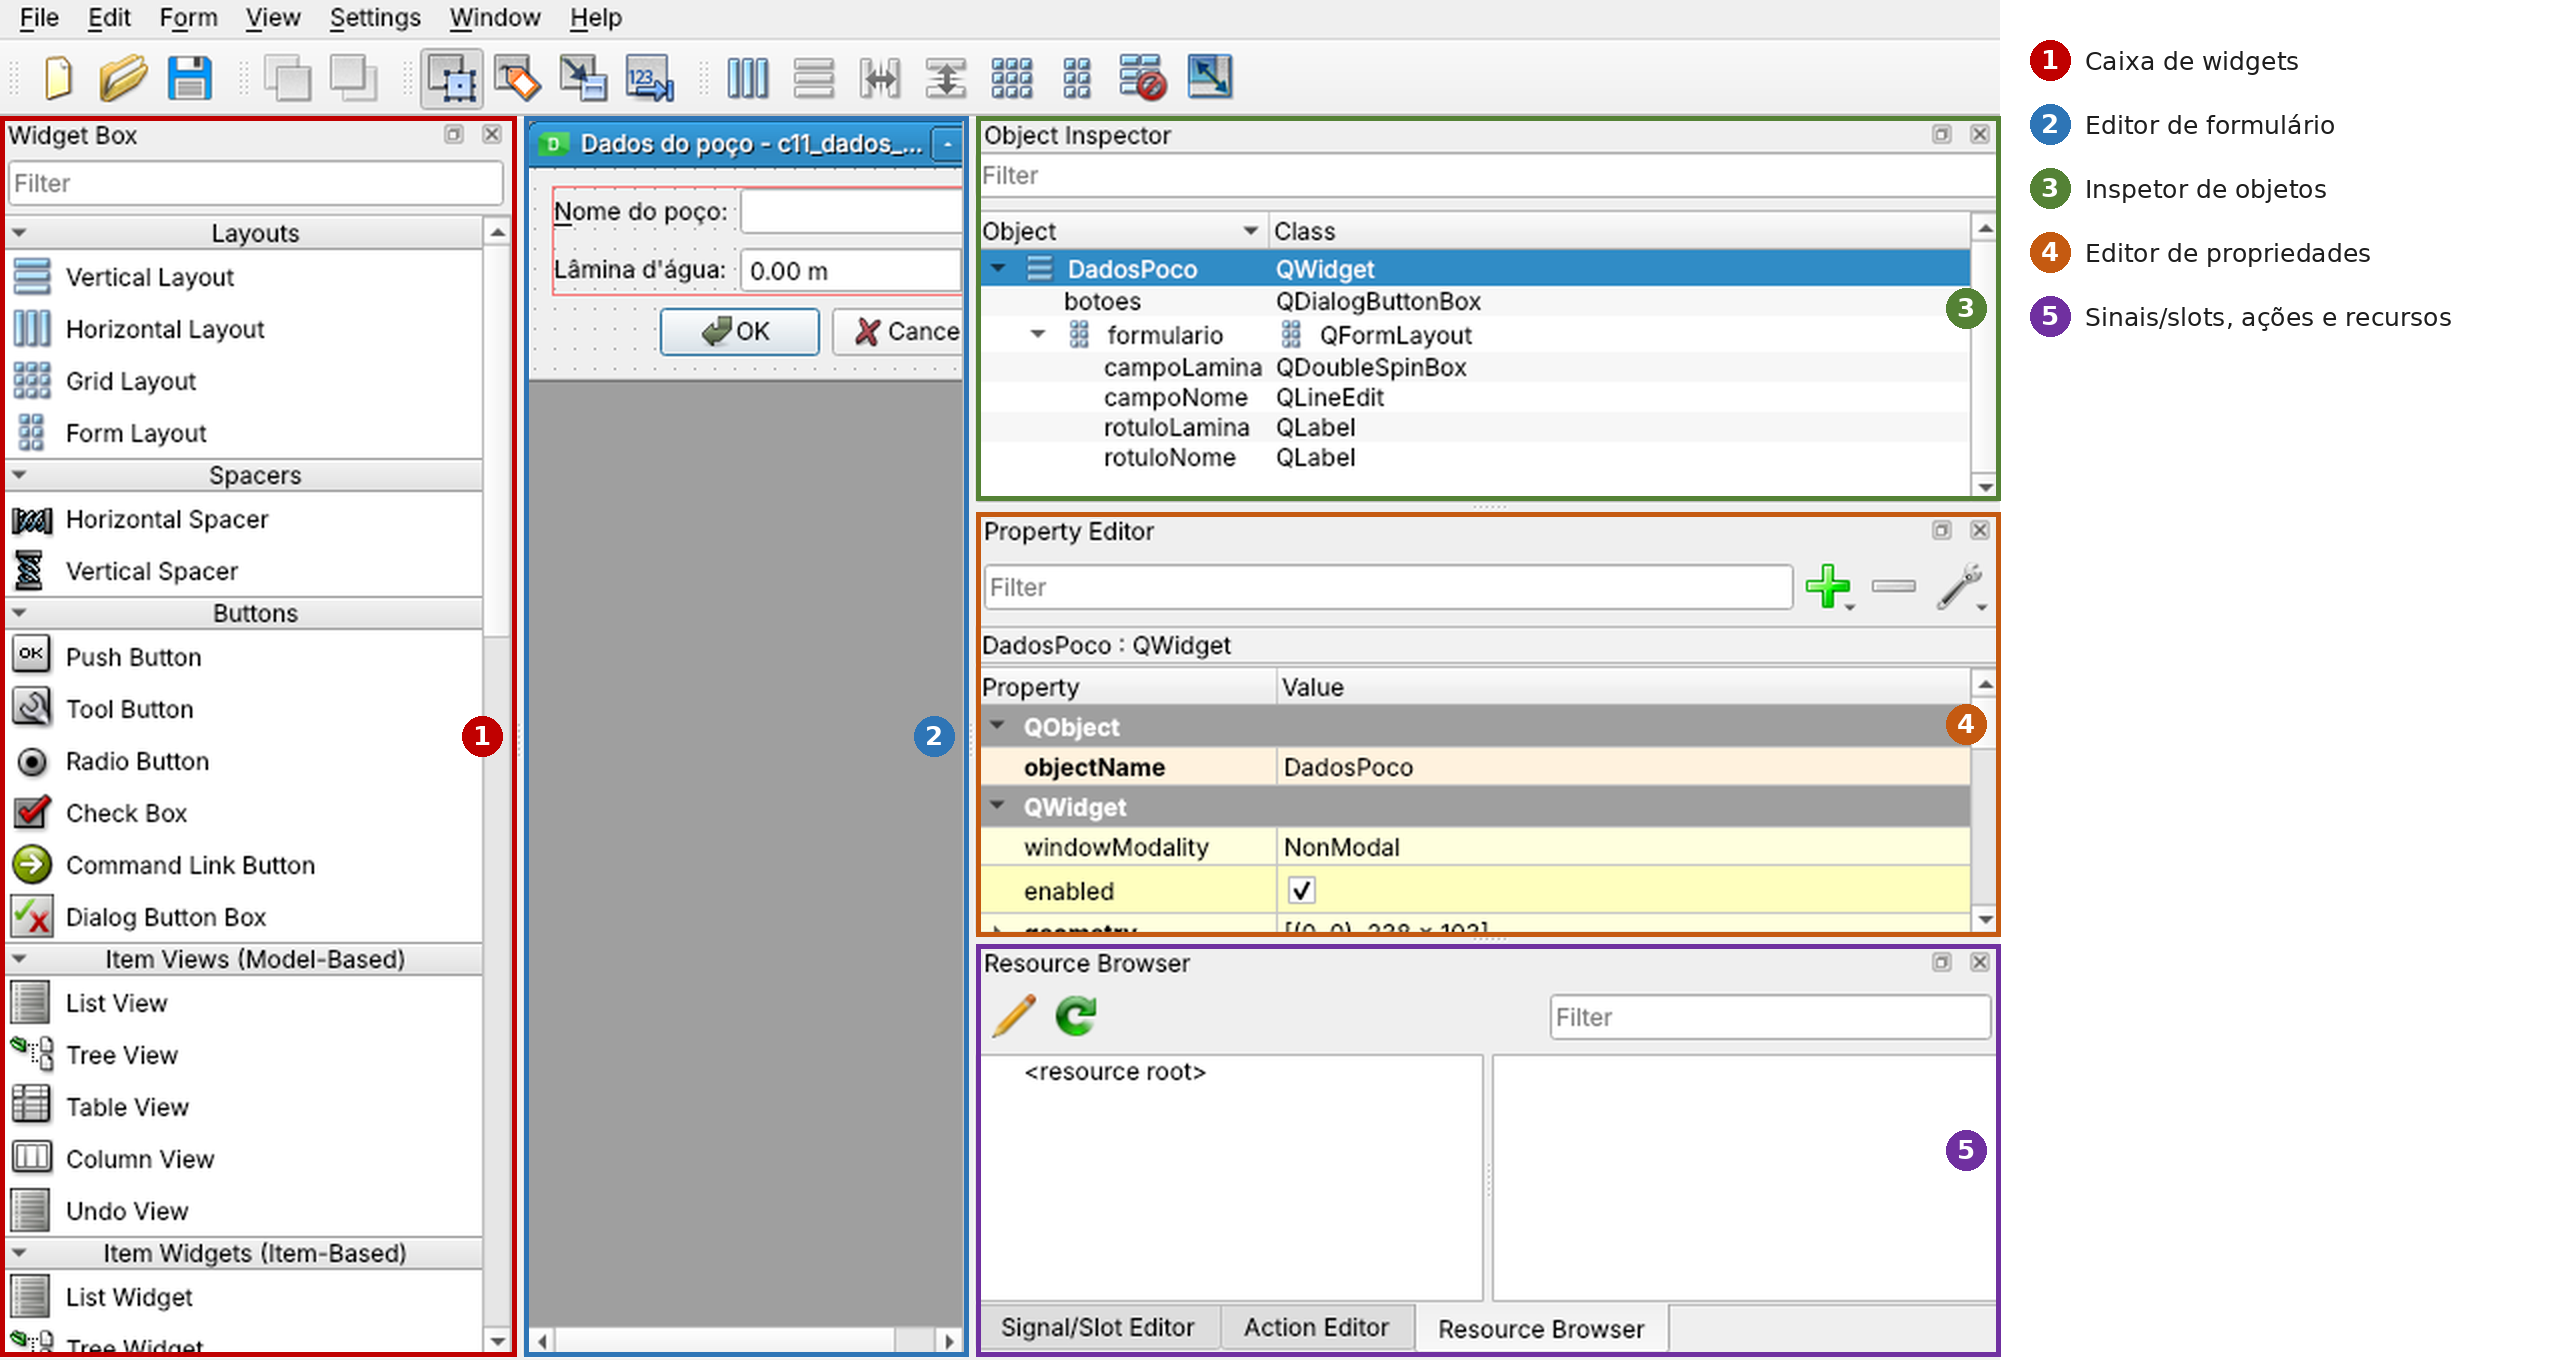 File Edit Form View Settings Window Help
123
Widget Box
Filter
Layouts
Vertical Layout
Horizontal Layout
Grid Layout
Form Layout
Spacers
Horizontal Spacer
Vertical Spacer
Buttons
OK Push Button
Tool Button
Radio Button
Check Box
Command Link Button
Dialog Button Box
Item Views (Model-Based)
List View
Tree View
Table View
Column View
Undo View
Item Widgets (Item-Based)
List Widget
Tree Widget
1
D Dados do poço - c11_dados_...
Nome do poço:
Lâmina d'água: 0.00 m
OK Cance
2
Object Inspector
Filter
Object Class
DadosPoco QWidget
botoes QDialogButtonBox
formulario QFormLayout
campoLamina QDoubleSpinBox
campoNome QLineEdit
rotuloLamina QLabel
rotuloNome QLabel
3
Property Editor
Filter
DadosPoco : QWidget
Property Value
QObject
objectName DadosPoco
QWidget
windowModality NonModal
enabled
geometry [(0, 0), 238 × 103]
4
Resource Browser
Filter
<resource root>
5
Signal/Slot Editor Action Editor Resource Browser
1 Caixa de widgets
2 Editor de formulário
3 Inspetor de objetos
4 Editor de propriedades
5 Sinais/slots, ações e recursos